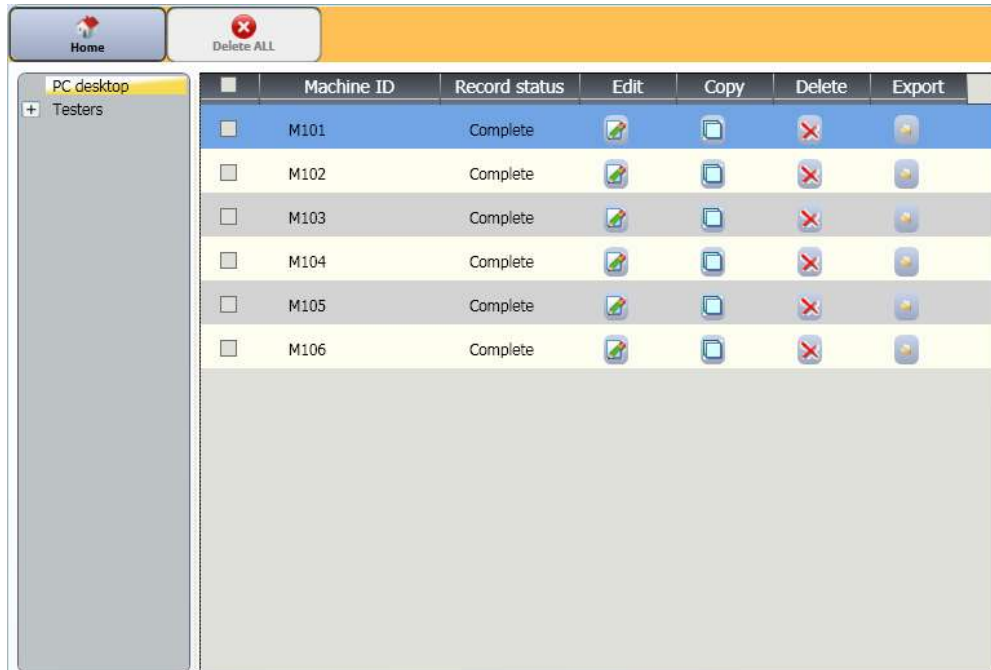 Home
Delete ALL
PC desktop
+ Testers
Machine ID Record status Edit Copy Delete Export
M101 Complete
M102 Complete
M103 Complete
M104 Complete
M105 Complete
M106 Complete